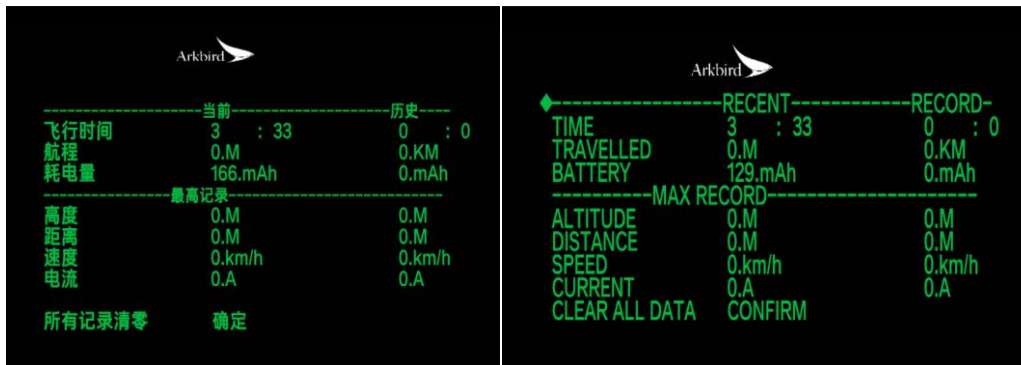 Arkbird
--------------------当前--------------------历史----
飞行时间 3 : 33 0 : 0
航程 0.M 0.KM
耗电量 166.mAh 0.mAh
----------------最高记录---------------------------
高度 0.M 0.M
距离 0.M 0.M
速度 0.km/h 0.km/h
电流 0.A 0.A
所有记录清零 确定
Arkbird
◆-----------------RECENT------------RECORD-
TIME 3 : 33 0 : 0
TRAVELLED 0.M 0.KM
BATTERY 129.mAh 0.mAh
----------MAX RECORD---------------------
ALTITUDE 0.M 0.M
DISTANCE 0.M 0.M
SPEED 0.km/h 0.km/h
CURRENT 0.A 0.A
CLEAR ALL DATA CONFIRM